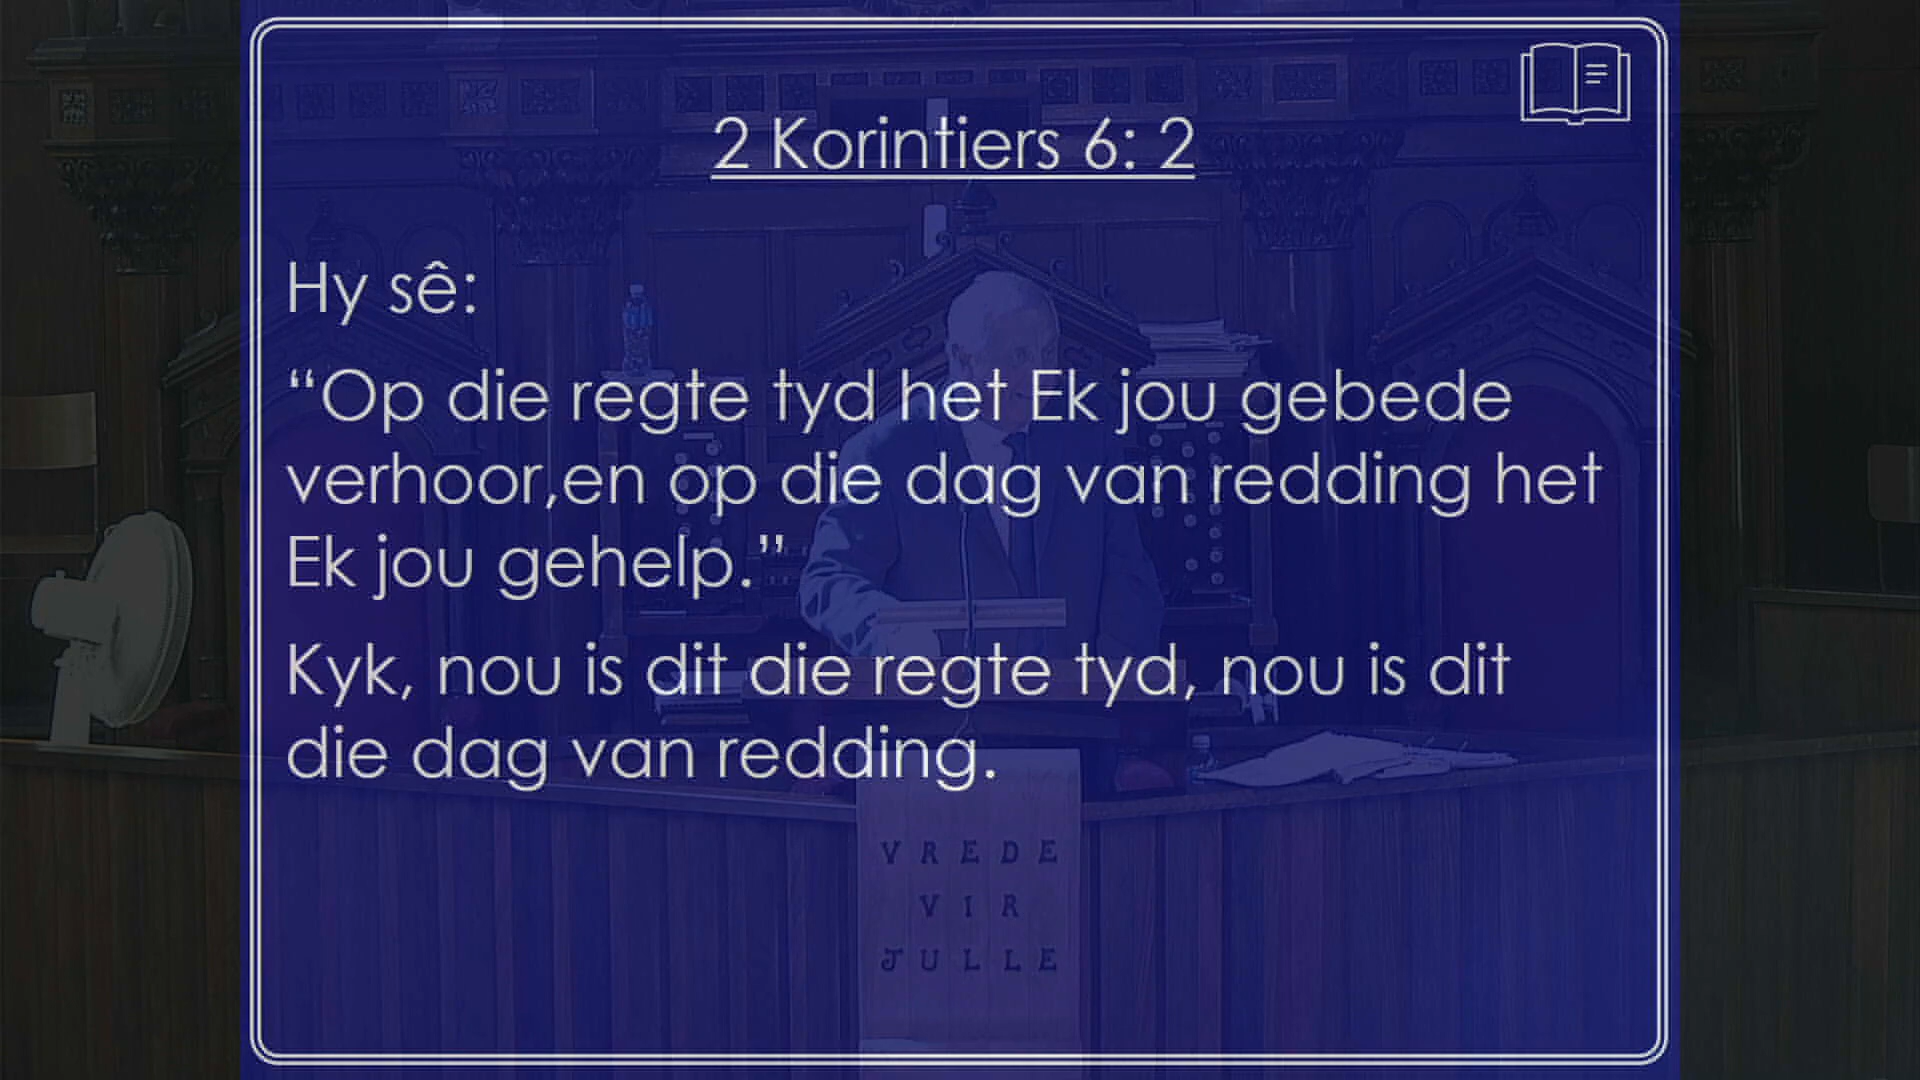 2 Korintiers 6: 2
Hy sê:
“Op die regte tyd het Ek jou gebede
verhoor,en op die dag van redding het
Ek jou gehelp.”
Kyk, nou is dit die regte tyd, nou is dit
die dag van redding.
VREDE
VIR
JULLE